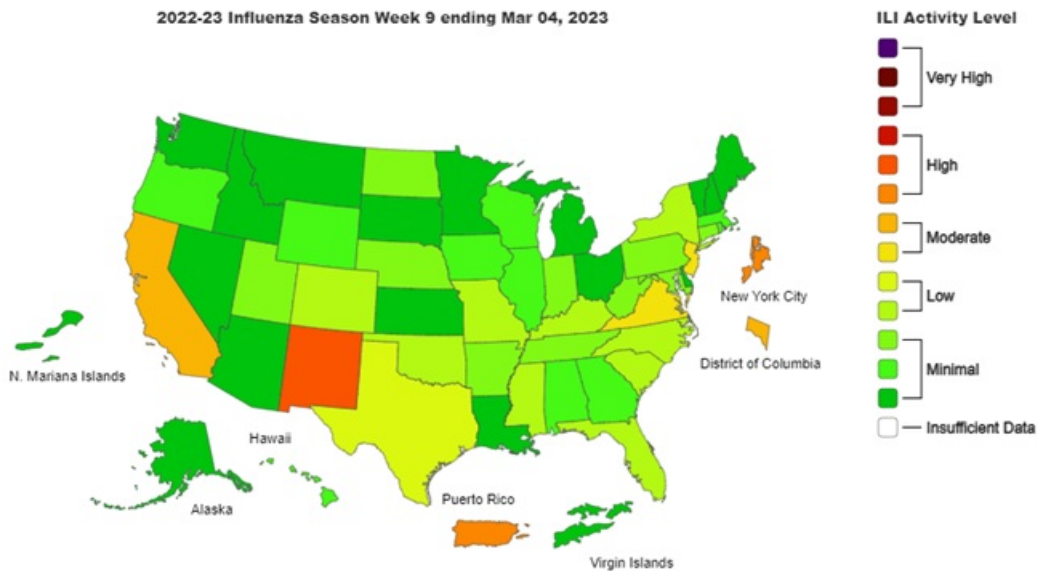 2022-23 Influenza Season Week 9 ending Mar 04, 2023
ILI Activity Level
Very High
High
Moderate
Low
Minimal
Insufficient Data
New York City
District of Columbia
N. Mariana Islands
Hawaii
Alaska
Puerto Rico
Virgin Islands